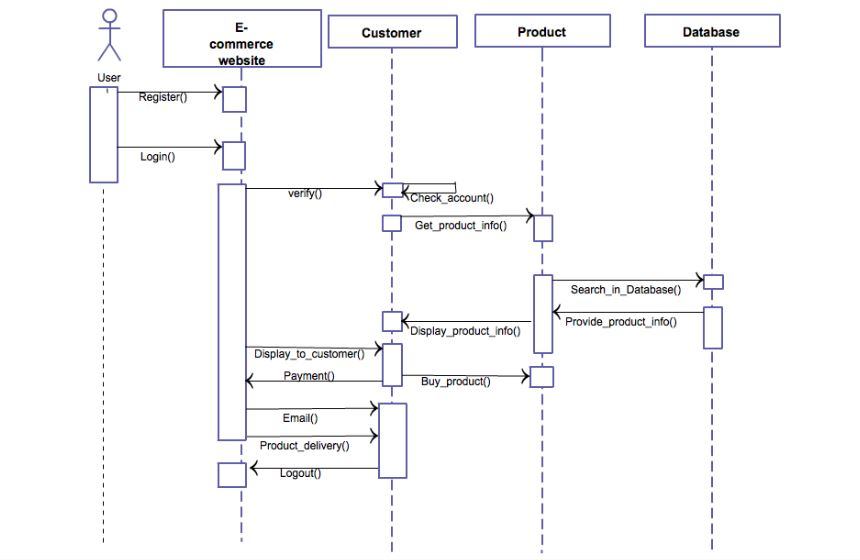 E-
commerce
website
Customer
Product
Database
User
Register()
Login()
verify()
Check_account()
Get_product_info()
Search_in_Database()
Provide_product_info()
Display_product_info()
Display_to_customer()
Payment()
Buy_product()
Email()
Product_delivery()
Logout()